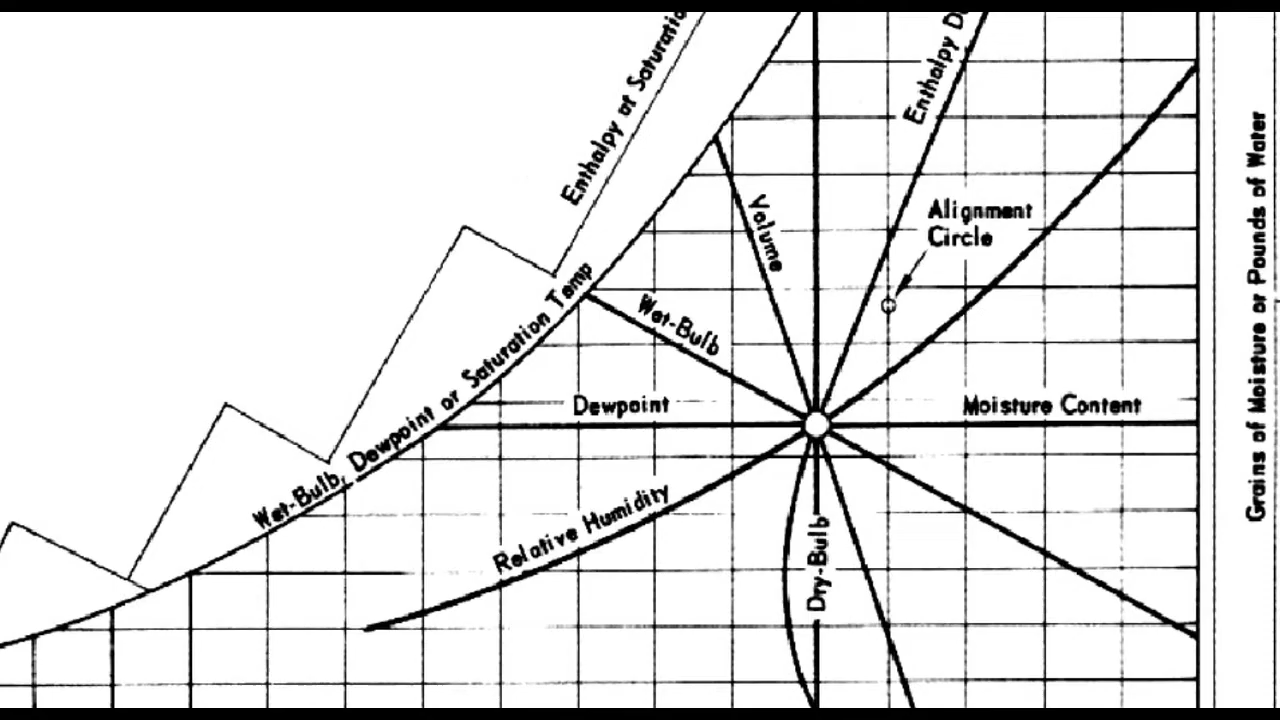 Enthalpy at Saturatio
Enthalpy D
Volume
Alignment
Circle
Wet-Bulb
Wet-Bulb, Dewpoint or Saturation Temp
Dewpoint
Moisture Content
Relative Humidity
Dry-Bulb
Grains of Moisture or Pounds of Water